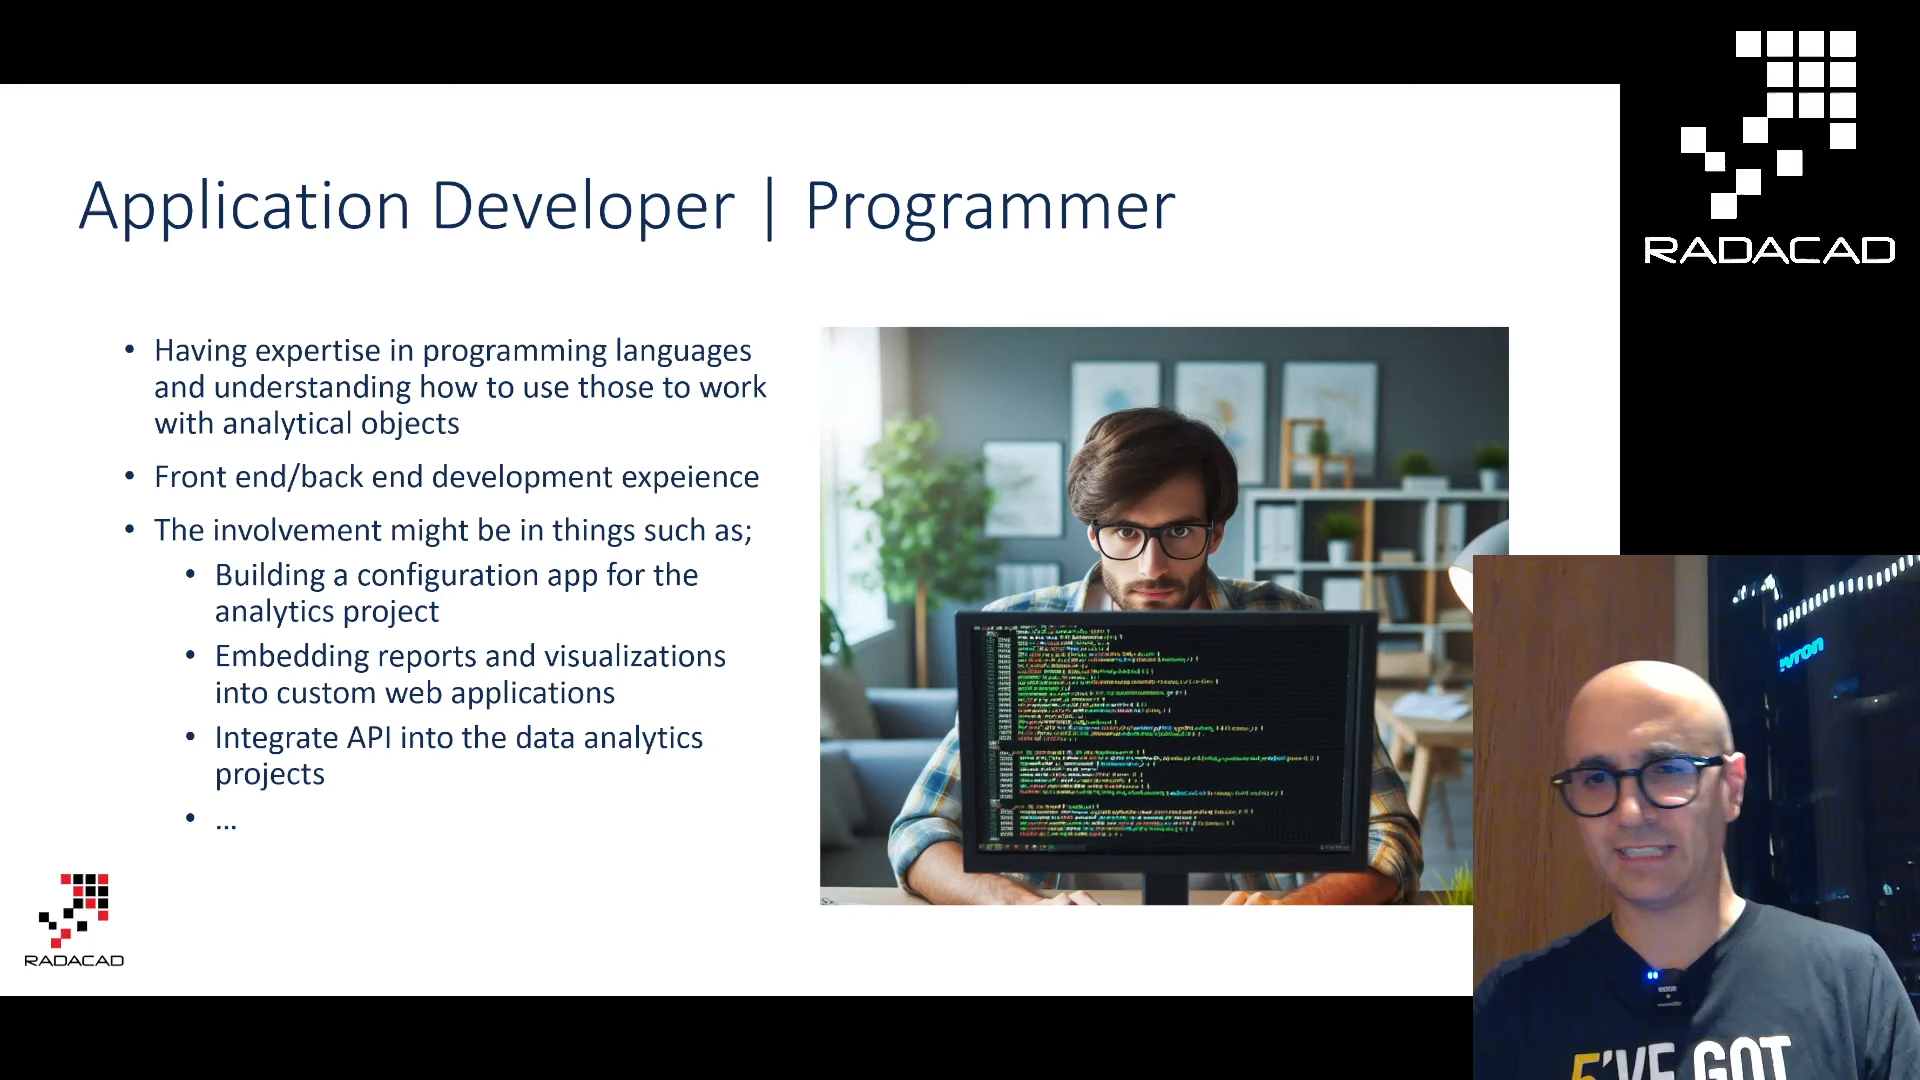 Application Developer | Programmer
• Having expertise in programming languages
and understanding how to use those to work
with analytical objects
• Front end/back end development expeience
• The involvement might be in things such as;
• Building a configuration app for the
analytics project
• Embedding reports and visualizations
into custom web applications
• Integrate API into the data analytics
projects
• ...
RADACAD
RADACAD
'VE GOT